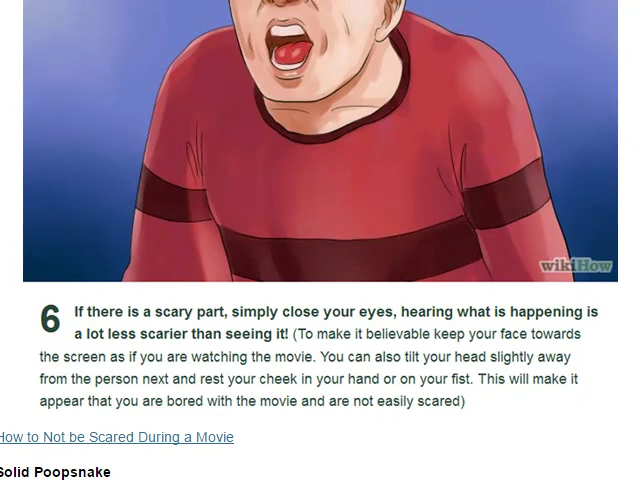 wikiHow
6 If there is a scary part, simply close your eyes, hearing what is happening is
a lot less scarier than seeing it! (To make it believable keep your face towards
the screen as if you are watching the movie. You can also tilt your head slightly away
from the person next and rest your cheek in your hand or on your fist. This will make it
appear that you are bored with the movie and are not easily scared)
How to Not be Scared During a Movie
Solid Poopsnake